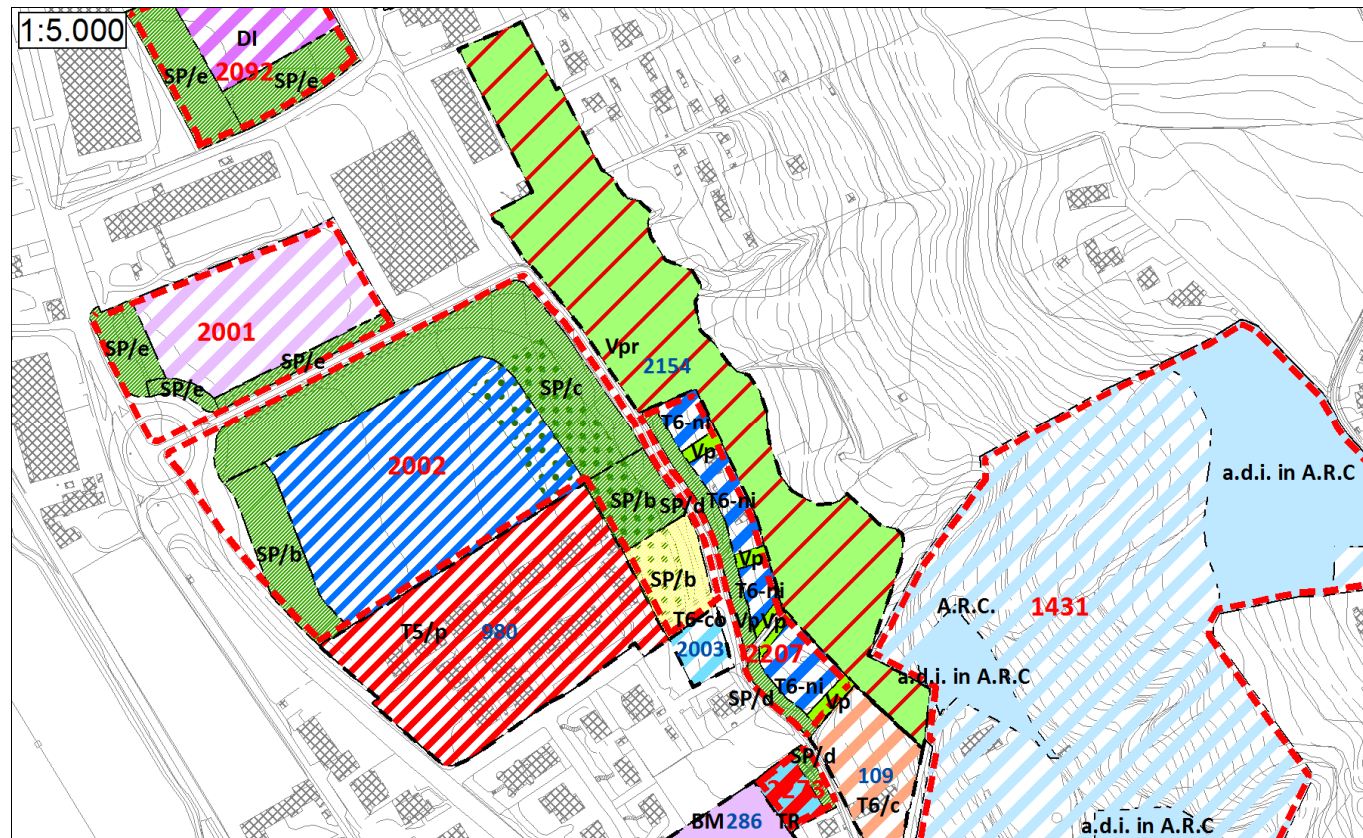 1:5.000
DI
SP/e
2092
SP/e
2001
SP/e
SP/e
SP/e
Vpr
2154
SP/c
T6-ni
Vp
2002
a.d.i. in A.R.C
SP/b
SP/d
T6-ni
SP/b
Vp
SP/b
T6-ni
A.R.C.
1431
T5/p
980
T6-co
Vp
Vp
2003
2207
a.d.i. in A.R.C
T6-ni
SP/d
Vp
SP/d
109
T6/c
BM
286
TR
a.d.i. in A.R.C